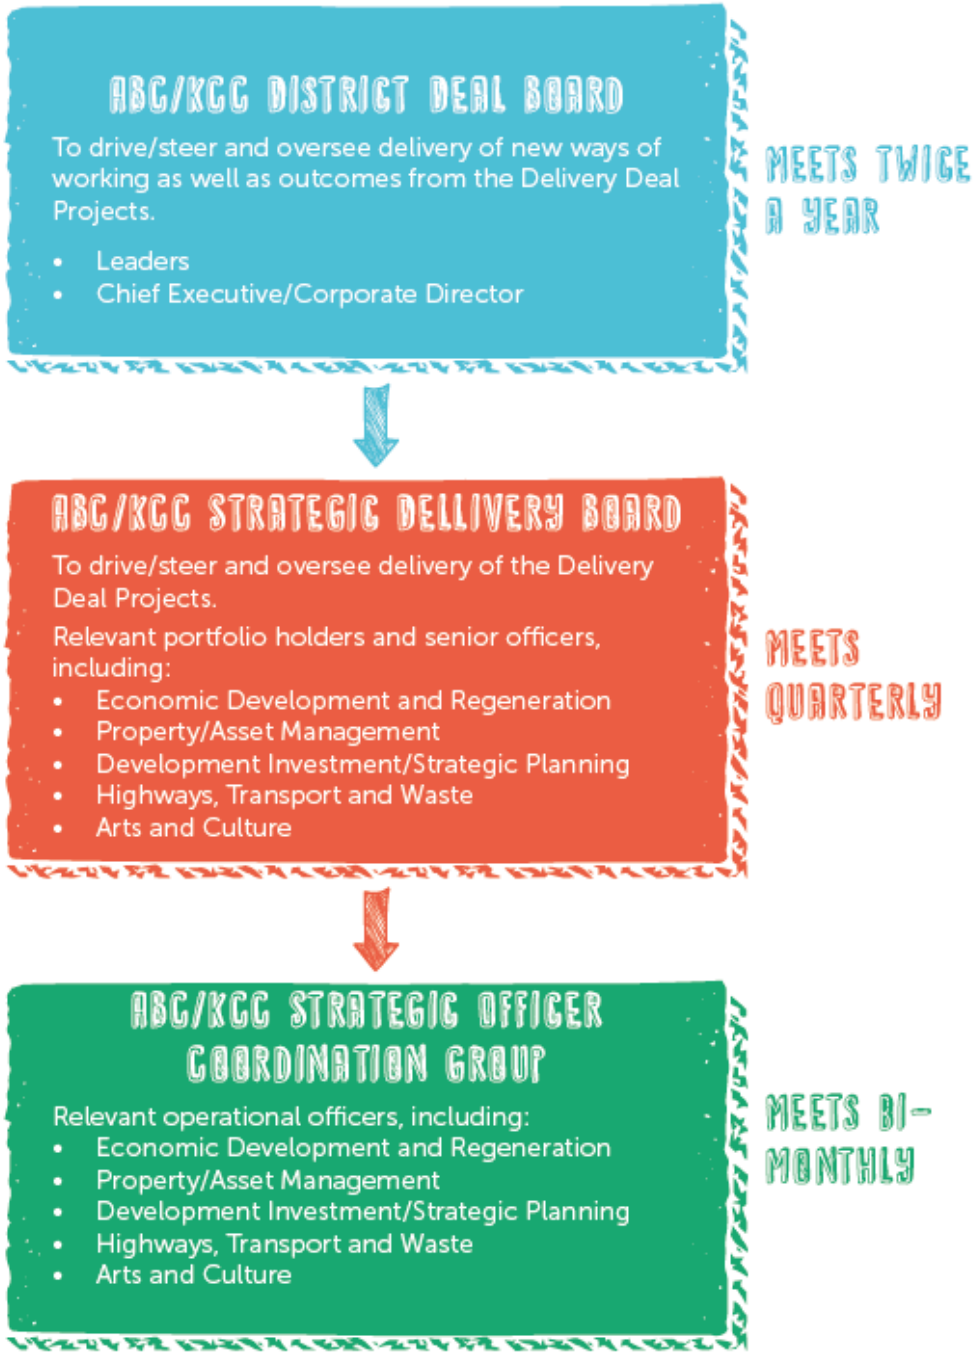 ABC/KCC DISTRICT DEAL BOARD
To drive/steer and oversee delivery of new ways of
working as well as outcomes from the Delivery Deal
Projects.
• Leaders
• Chief Executive/Corporate Director
MEETS TWICE
A YEAR
ABC/KCC STRATEGIC DELLIVERY BOARD
To drive/steer and oversee delivery of the Delivery
Deal Projects.
Relevant portfolio holders and senior officers,
including:
• Economic Development and Regeneration
• Property/Asset Management
• Development Investment/Strategic Planning
• Highways, Transport and Waste
• Arts and Culture
MEETS
QUARTERLY
ABC/KCC STRATEGIC OFFICER
COORDINATION GROUP
Relevant operational officers, including:
• Economic Development and Regeneration
• Property/Asset Management
• Development Investment/Strategic Planning
• Highways, Transport and Waste
• Arts and Culture
MEETS BI-
MONTHLY